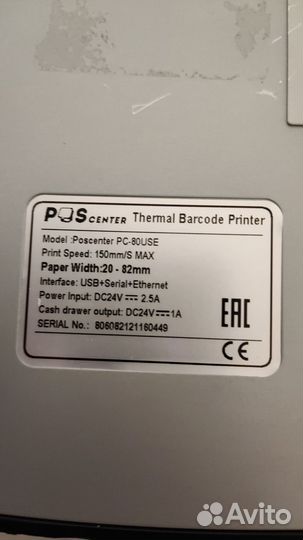 POSCENTER Thermal Barcode Printer
Model :Poscenter PC-80USE
Print Speed: 150mm/S MAX
Paper Width:20 - 82mm
Interface: USB+Serial+Ethernet
Power Input: DC24V⎓ 2.5A
Cash drawer output: DC24V⎓1A
SERIAL No.: 806082121160449
EAC
CE
Avito